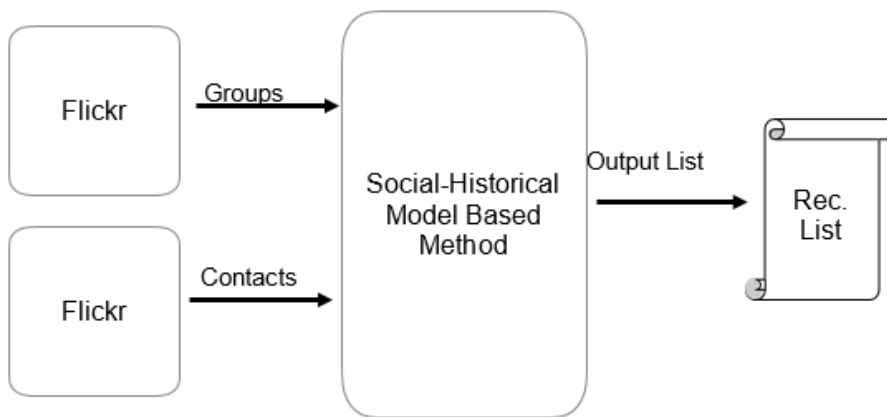 Flickr
Groups
Flickr
Contacts
Social-Historical
Model Based
Method
Output List
Rec.
List